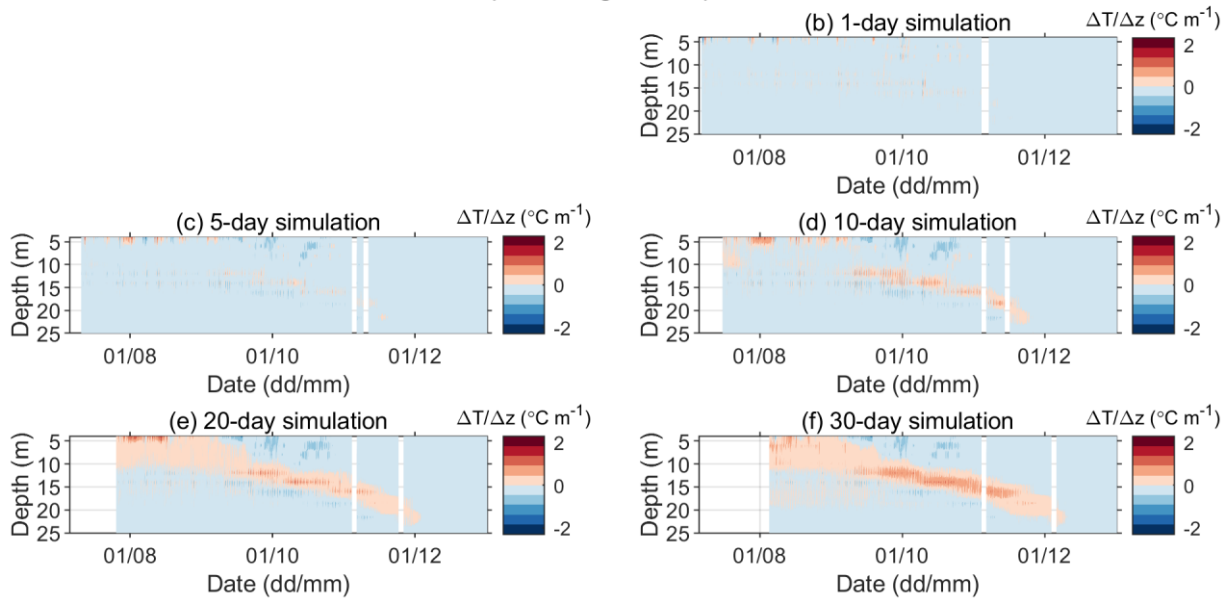 (b) 1-day simulation
ΔT/Δz (°C m⁻¹)
Depth (m)
5
10
15
20
25
01/08 01/10 01/12
Date (dd/mm)
2
0
-2
(c) 5-day simulation
ΔT/Δz (°C m⁻¹)
Depth (m)
5
10
15
20
25
01/08 01/10 01/12
Date (dd/mm)
2
0
-2
(d) 10-day simulation
ΔT/Δz (°C m⁻¹)
Depth (m)
5
10
15
20
25
01/08 01/10 01/12
Date (dd/mm)
2
0
-2
(e) 20-day simulation
ΔT/Δz (°C m⁻¹)
Depth (m)
5
10
15
20
25
01/08 01/10 01/12
Date (dd/mm)
2
0
-2
(f) 30-day simulation
ΔT/Δz (°C m⁻¹)
Depth (m)
5
10
15
20
25
01/08 01/10 01/12
Date (dd/mm)
2
0
-2